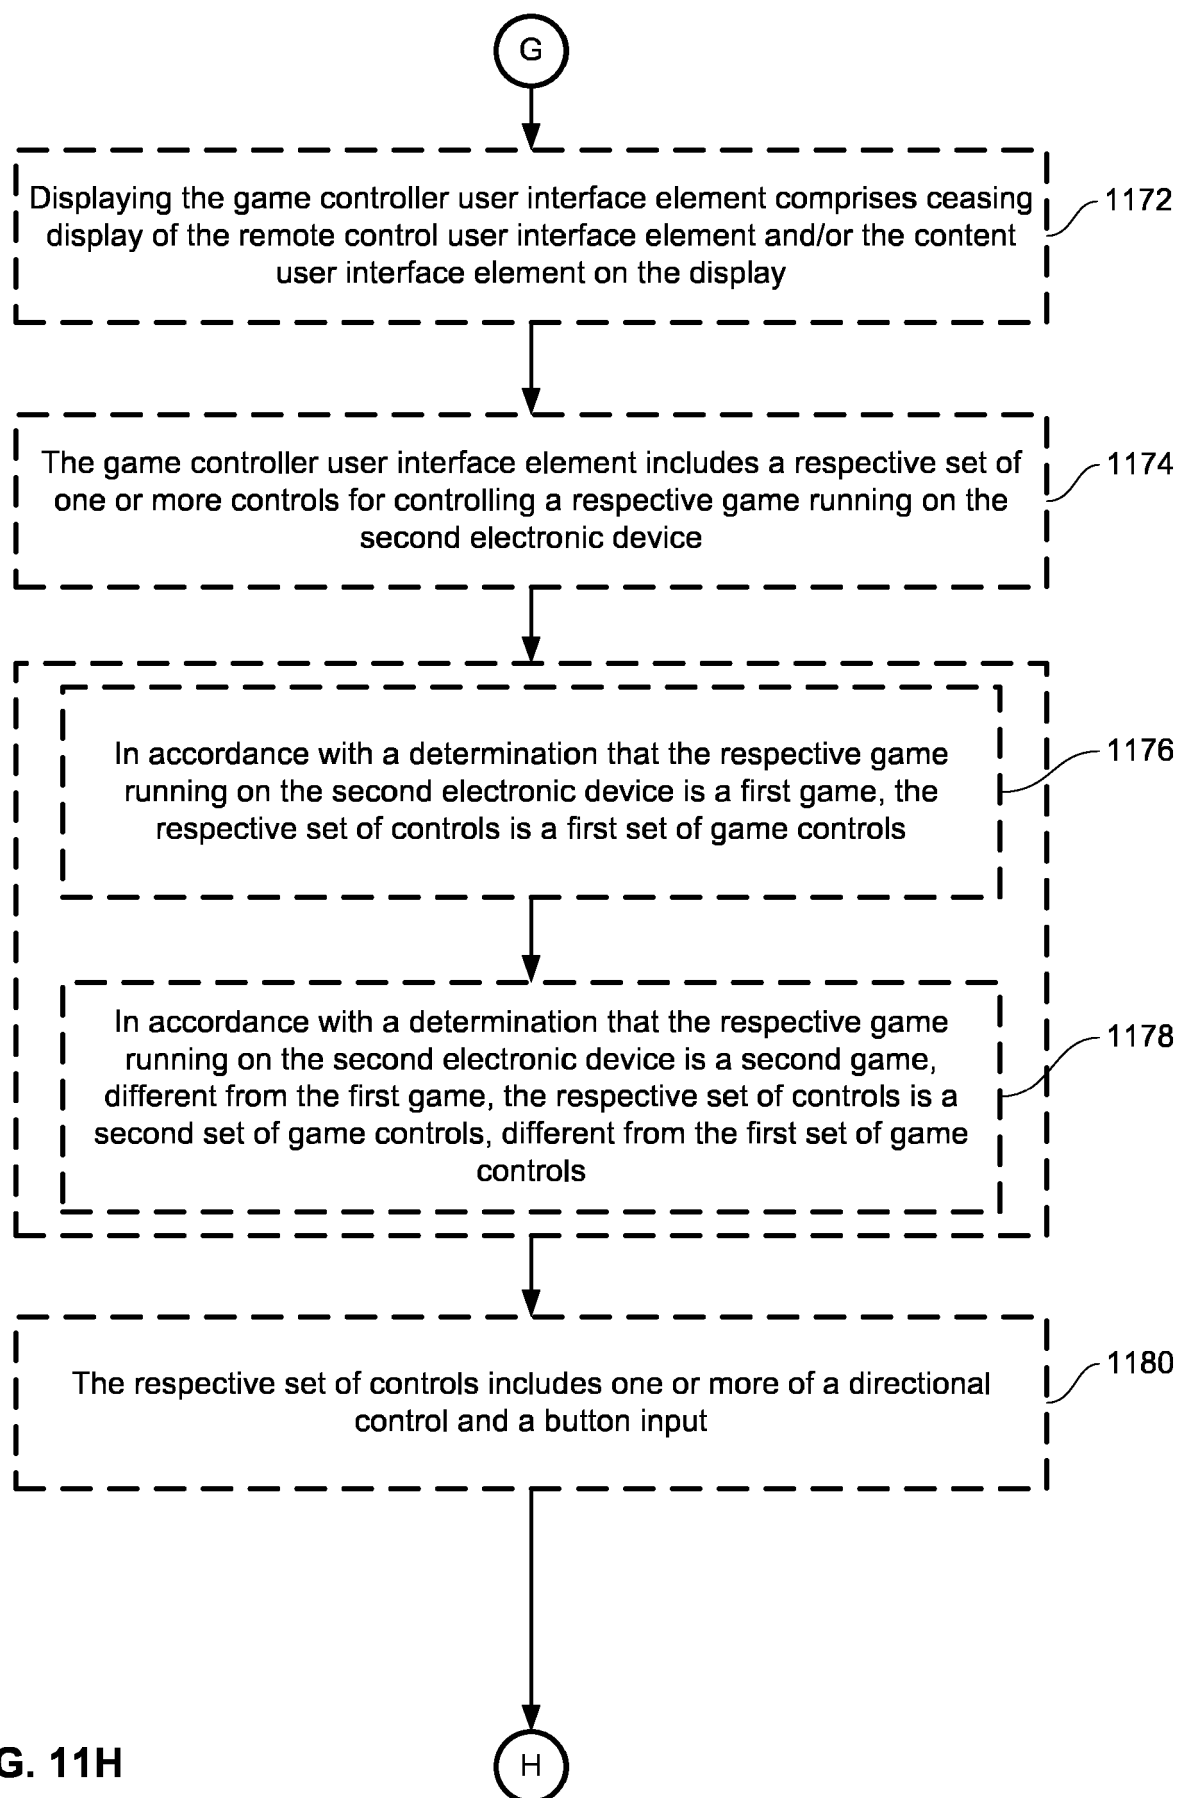 G
Displaying the game controller user interface element comprises ceasing
display of the remote control user interface element and/or the content
user interface element on the display
1172
The game controller user interface element includes a respective set of
one or more controls for controlling a respective game running on the
second electronic device
1174
In accordance with a determination that the respective game
running on the second electronic device is a first game, the
respective set of controls is a first set of game controls
1176
In accordance with a determination that the respective game
running on the second electronic device is a second game,
different from the first game, the respective set of controls is a
second set of game controls, different from the first set of game
controls
1178
The respective set of controls includes one or more of a directional
control and a button input
1180
G. 11H
H